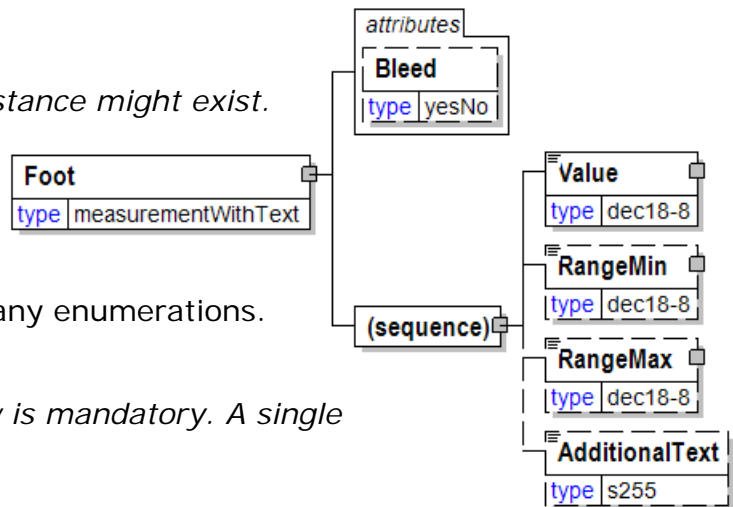 attributes
Bleed
type yesNo
stance might exist.
Foot
type measurementWithText
Value
type dec18-8
RangeMin
type dec18-8
any enumerations.
(sequence)
RangeMax
type dec18-8
is mandatory. A single
AdditionalText
type s255